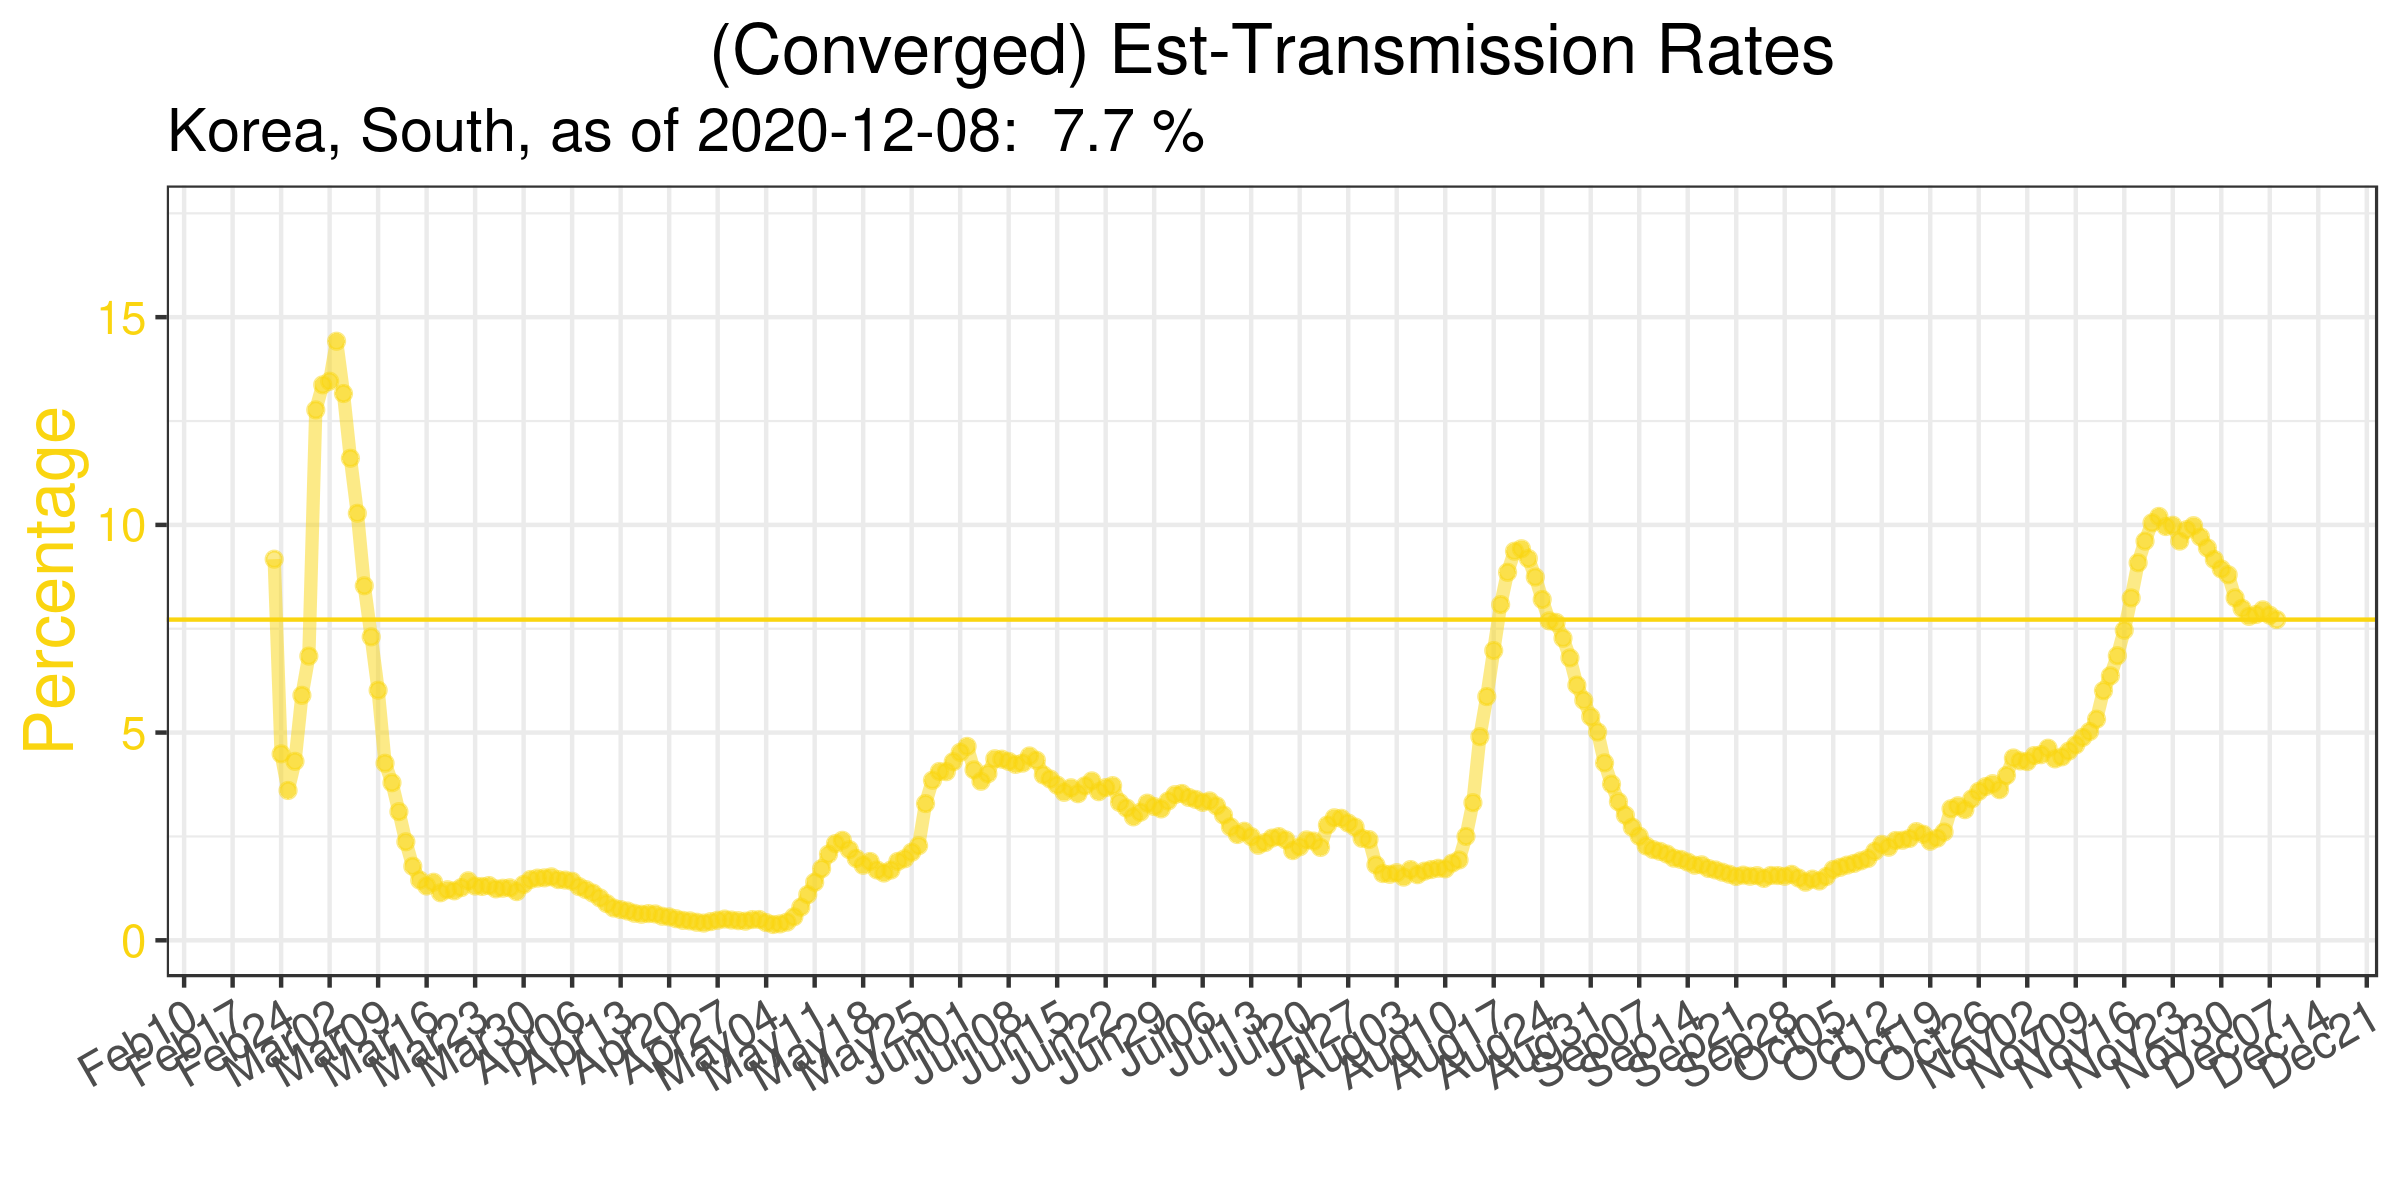 (Converged) Est-Transmission Rates
Korea, South, as of 2020-12-08:  7.7 %
Percentage
15
10
5
0
Feb10
Feb17
Feb24
Mar02
Mar09
Mar16
Mar23
Mar30
Apr06
Apr13
Apr20
Apr27
May04
May11
May18
May25
Jun01
Jun08
Jun15
Jun22
Jun29
Jul06
Jul13
Jul20
Jul27
Aug03
Aug10
Aug17
Aug24
Aug31
Sep07
Sep14
Sep21
Sep28
Oct05
Oct12
Oct19
Oct26
Nov02
Nov09
Nov16
Nov23
Nov30
Dec07
Dec14
Dec21